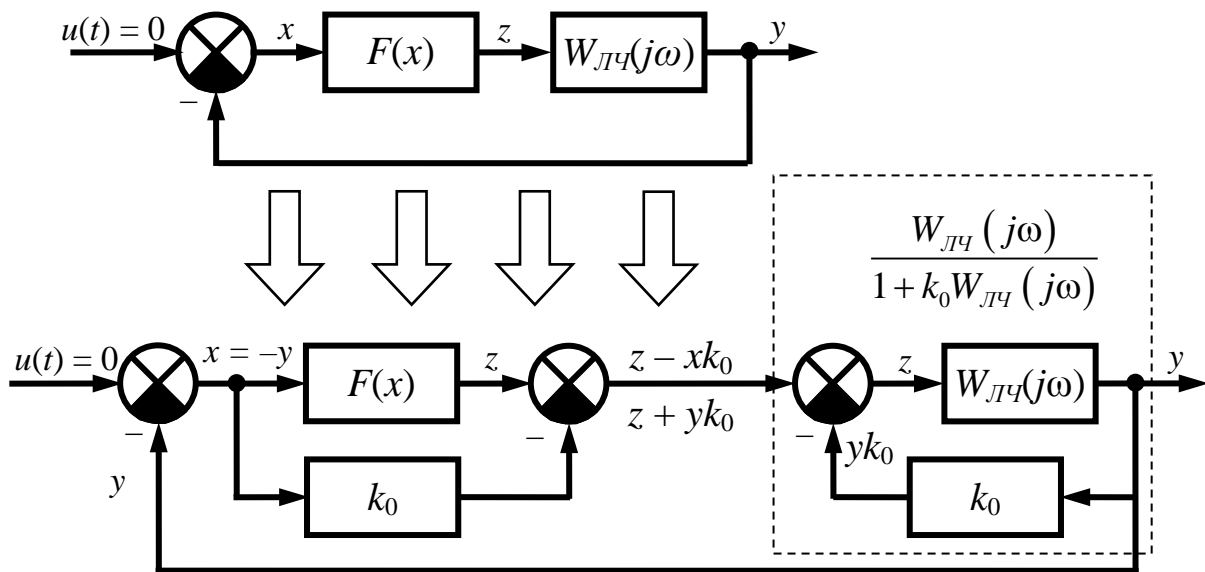 u(t) = 0
x
F(x)
z
W_ЛЧ(jω)
y
–
W_ЛЧ(jω)
1 + k₀W_ЛЧ(jω)
u(t) = 0
x = –y
F(x)
z
z – xk₀
z + yk₀
z
W_ЛЧ(jω)
y
–
–
–
y
k₀
yk₀
k₀